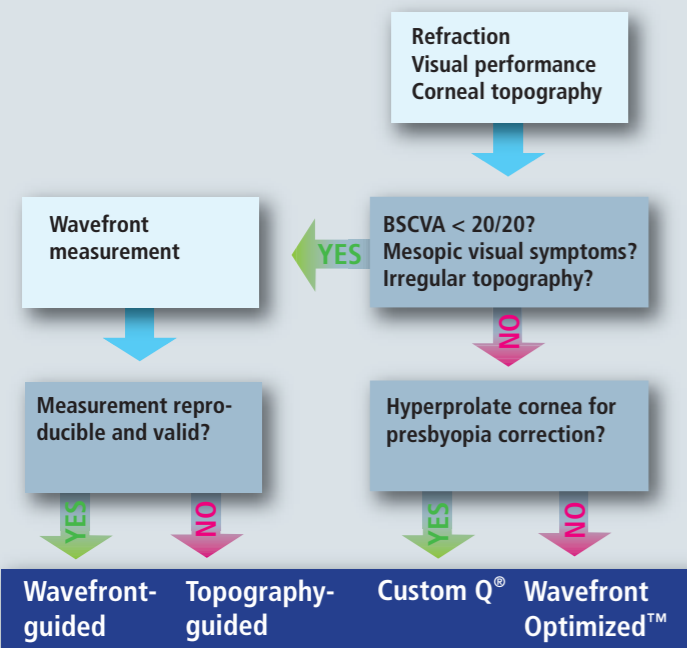 Refraction
Visual performance
Corneal topography
BSCVA < 20/20?
Mesopic visual symptoms?
Irregular topography?
YES
Wavefront
measurement
NO
Measurement repro-
ducible and valid?
Hyperprolate cornea for
presbyopia correction?
YES
NO
YES
NO
Wavefront-
guided
Topography-
guided
Custom Q®
Wavefront
Optimized™